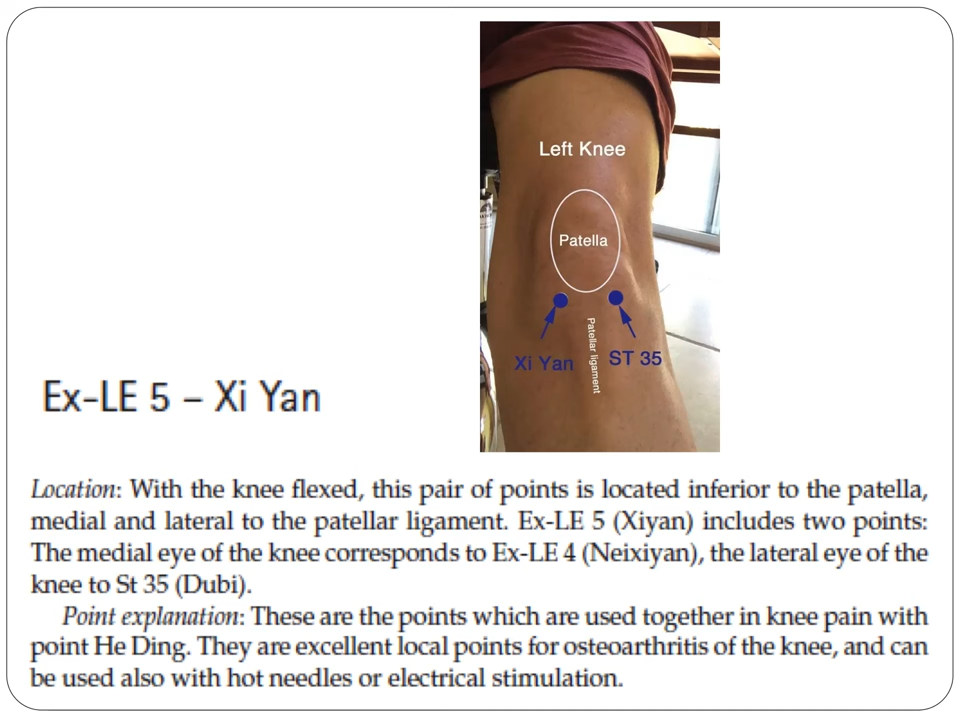 Left Knee
Patella
Xi Yan
Patellar ligament
ST 35
Ex-LE 5 – Xi Yan
Location: With the knee flexed, this pair of points is located inferior to the patella,
medial and lateral to the patellar ligament. Ex-LE 5 (Xiyan) includes two points:
The medial eye of the knee corresponds to Ex-LE 4 (Neixiyan), the lateral eye of the
knee to St 35 (Dubi).
Point explanation: These are the points which are used together in knee pain with
point He Ding. They are excellent local points for osteoarthritis of the knee, and can
be used also with hot needles or electrical stimulation.